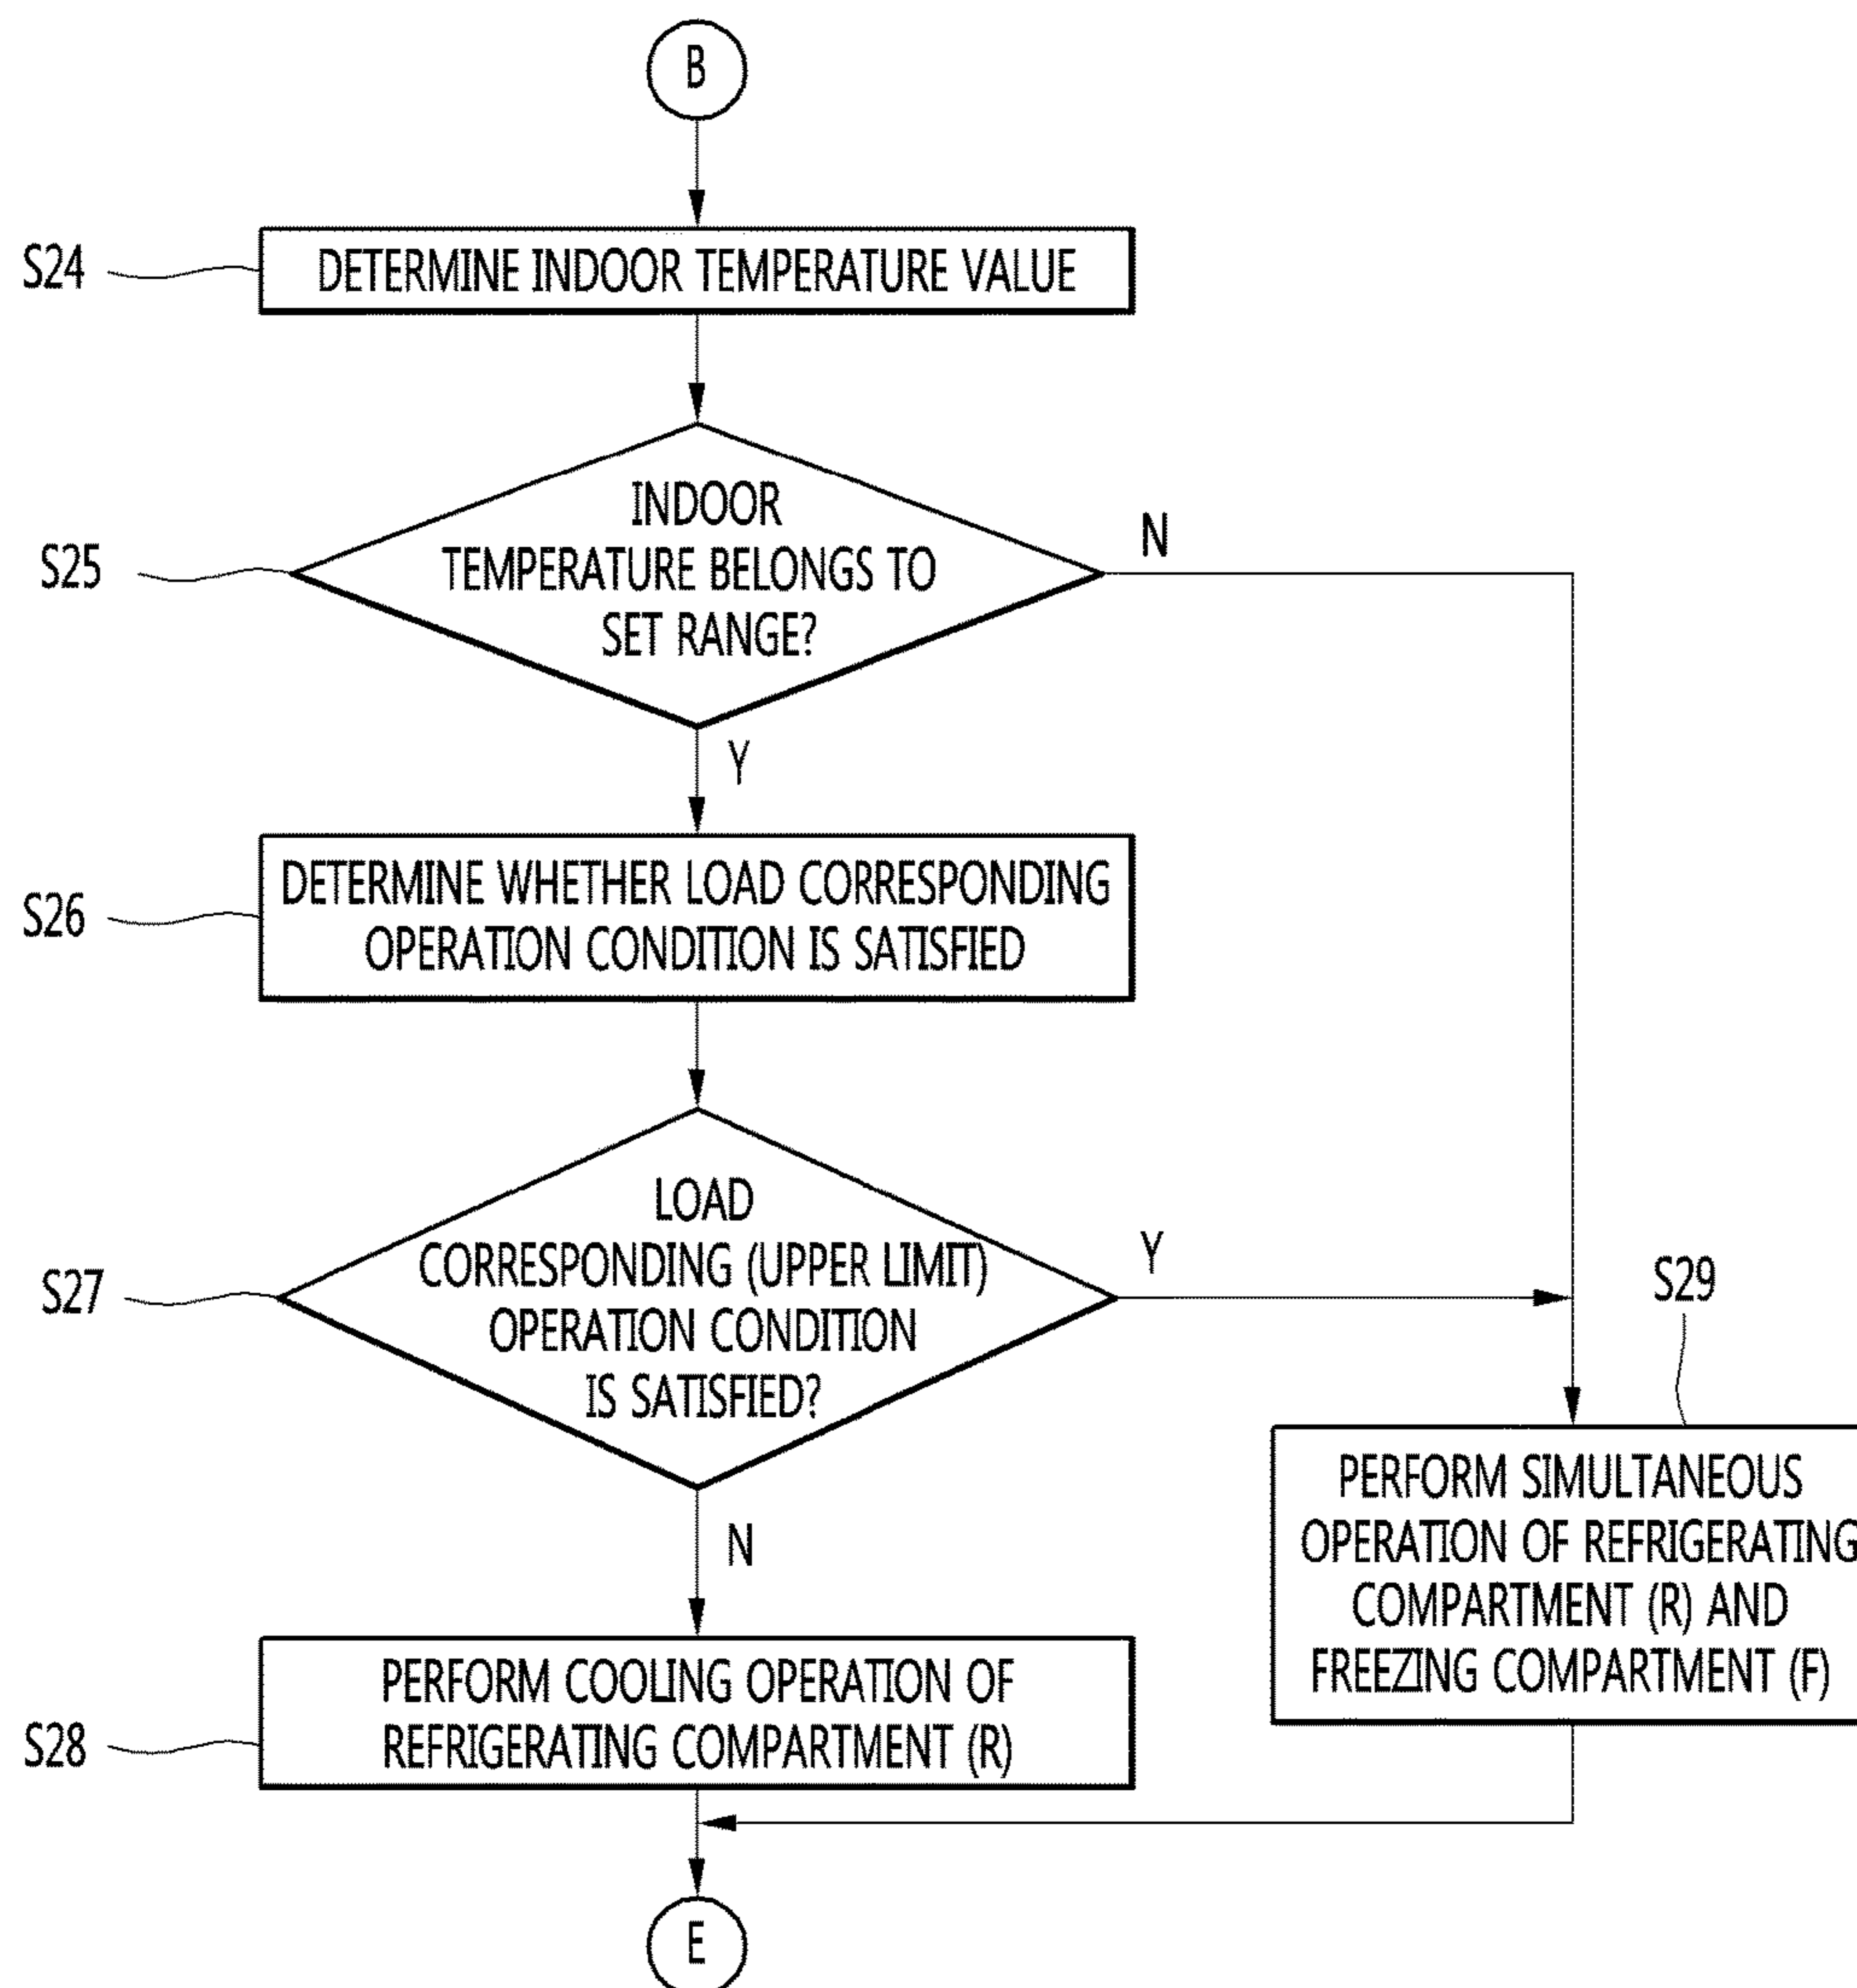 B
S24
DETERMINE INDOOR TEMPERATURE VALUE
S25
INDOOR
TEMPERATURE BELONGS TO
SET RANGE?
N
Y
S26
DETERMINE WHETHER LOAD CORRESPONDING
OPERATION CONDITION IS SATISFIED
S27
LOAD
CORRESPONDING (UPPER LIMIT)
OPERATION CONDITION
IS SATISFIED?
Y
N
S29
PERFORM SIMULTANEOUS
OPERATION OF REFRIGERATING
COMPARTMENT (R) AND
FREEZING COMPARTMENT (F)
S28
PERFORM COOLING OPERATION OF
REFRIGERATING COMPARTMENT (R)
E